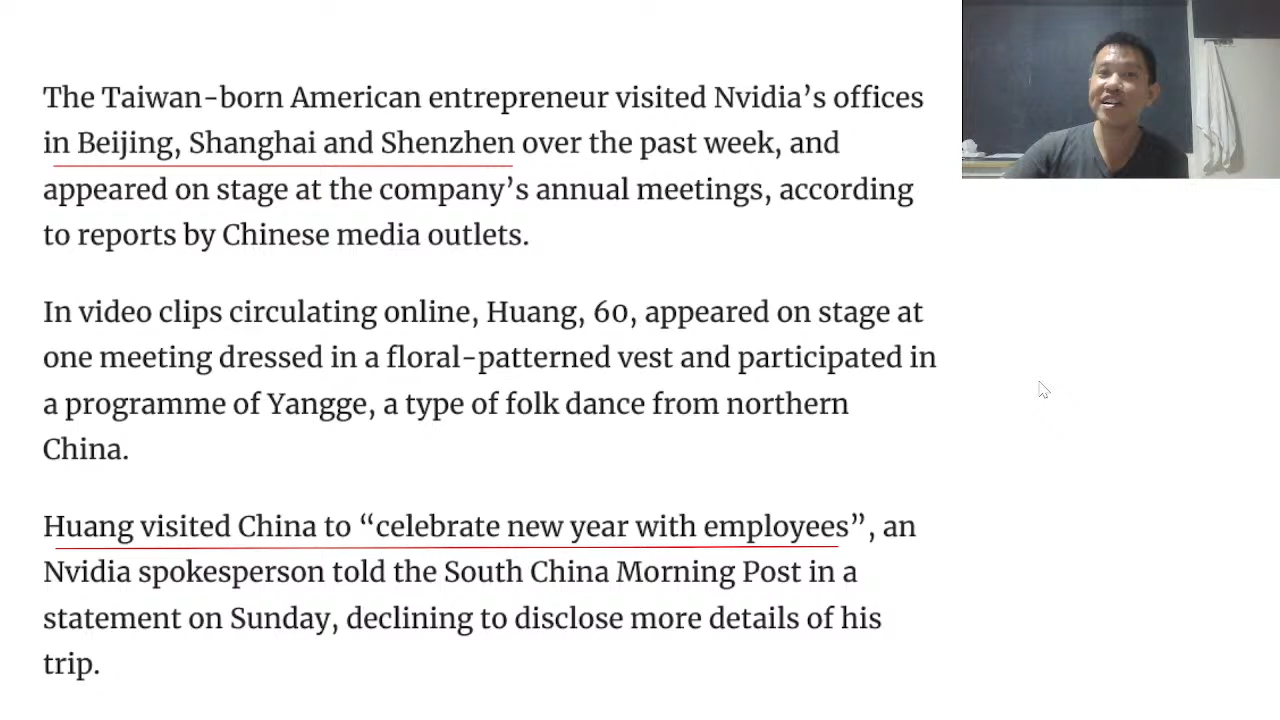 The Taiwan-born American entrepreneur visited Nvidia’s offices
in Beijing, Shanghai and Shenzhen over the past week, and
appeared on stage at the company’s annual meetings, according
to reports by Chinese media outlets.
In video clips circulating online, Huang, 60, appeared on stage at
one meeting dressed in a floral-patterned vest and participated in
a programme of Yangge, a type of folk dance from northern
China.
Huang visited China to “celebrate new year with employees”, an
Nvidia spokesperson told the South China Morning Post in a
statement on Sunday, declining to disclose more details of his
trip.